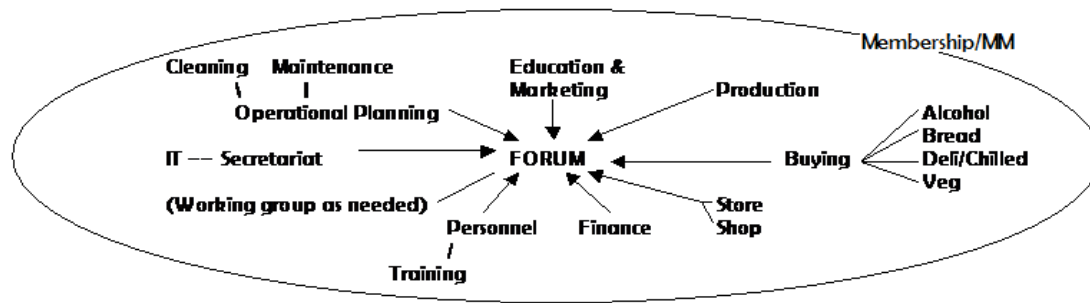 Membership/MM
Cleaning Maintenance
Education &
Marketing
Production
Operational Planning
Alcohol
Bread
IT -- Secretariat
FORUM
Buying
Deli/Chilled
Veg
(Working group as needed)
Personnel
Finance
Store
Shop
Training